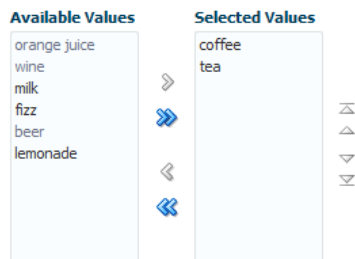 Available Values
orange juice
wine
milk
fizz
beer
lemonade
Selected Values
coffee
tea